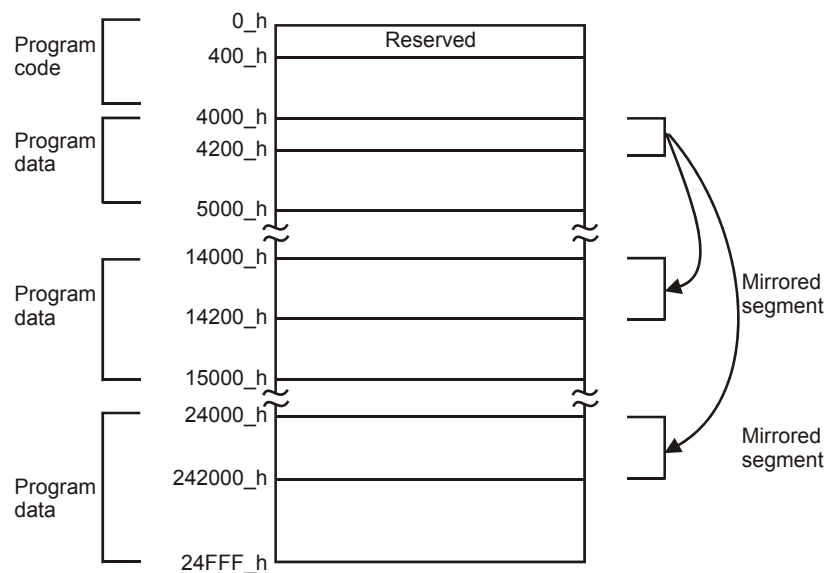 0_h
Reserved
Program
code
400_h
4000_h
Program
data
4200_h
5000_h
14000_h
Program
data
Mirrored
segment
14200_h
15000_h
24000_h
Mirrored
segment
242000_h
Program
data
24FFF_h